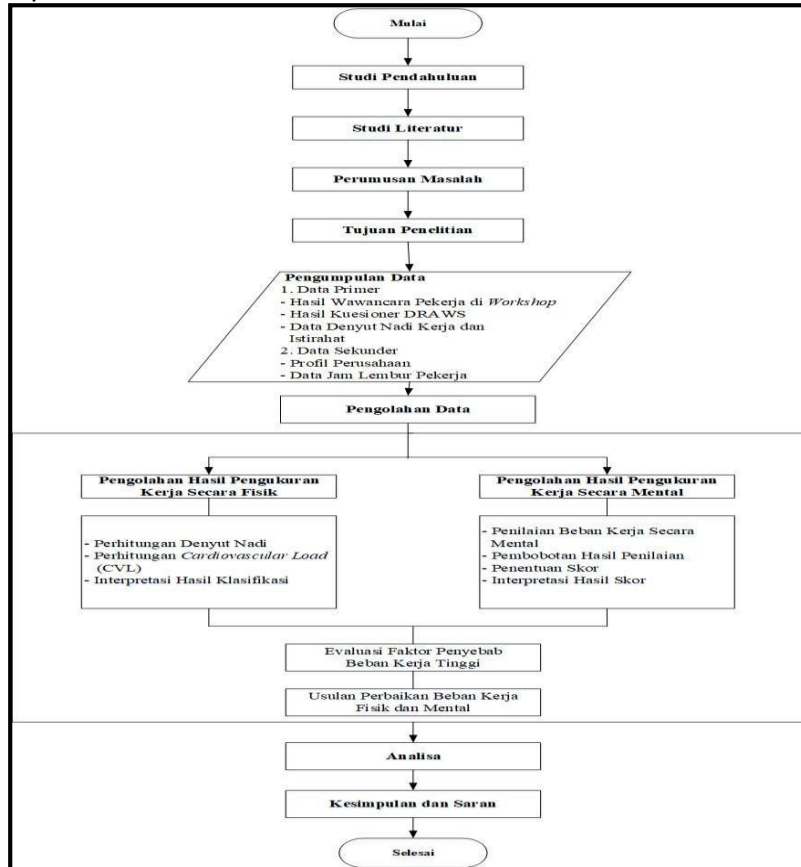 Mulai
Studi Pendahuluan
Studi Literatur
Perumusan Masalah
Tujuan Penelitian
Pengumpulan Data
1. Data Primer
- Hasil Wawancara Pekerja di Workshop
- Hasil Kuesioner DRAWS
- Data Denyut Nadi Kerja dan
Istirahat
2. Data Sekunder
- Profil Perusahaan
- Data Jam Lembur Pekerja
Pengolahan Data
Pengolahan Hasil Pengukuran
Kerja Secara Fisik
- Perhitungan Denyut Nadi
- Perhitungan Cardiovascular Load
(CVL)
- Interpretasi Hasil Klasifikasi
Pengolahan Hasil Pengukuran
Kerja Secara Mental
- Penilaian Beban Kerja Secara
Mental
- Pembobotan Hasil Penilaian
- Penentuan Skor
- Interpretasi Hasil Skor
Evaluasi Faktor Penyebab
Beban Kerja Tinggi
Usulan Perbaikan Beban Kerja
Fisik dan Mental
Analisa
Kesimpulan dan Saran
Selesai